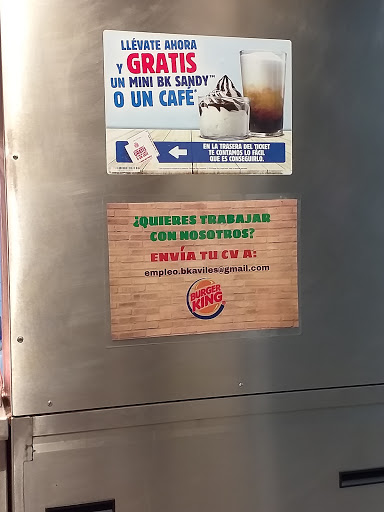 LLÉVATE AHORA
Y GRATIS
UN MINI BK SANDY™
O UN CAFÉ*
EN LA TRASERA DEL TICKET
TE CONTAMOS LO FÁCIL
QUE ES CONSEGUIRLO.
¿QUIERES TRABAJAR
CON NOSOTROS?
ENVÍA TU CV A:
empleo.bkaviles@gmail.com
BURGER
KING